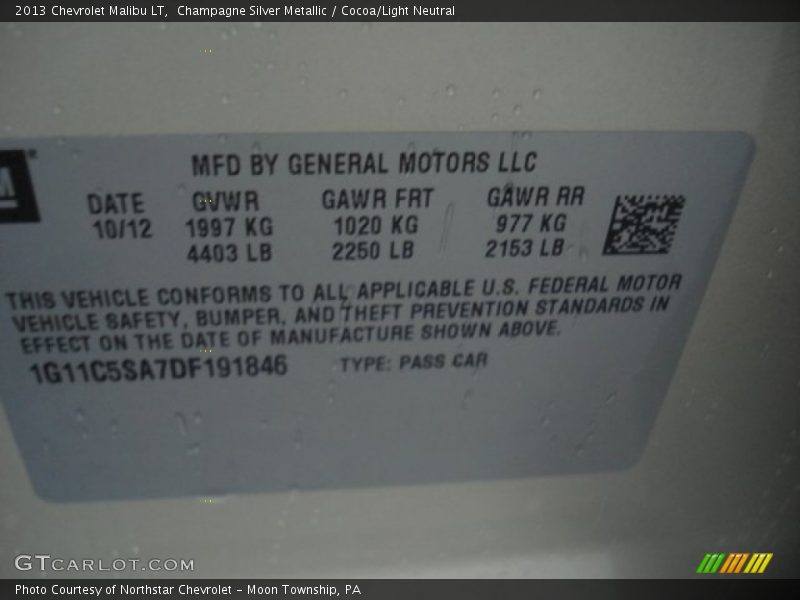 2013 Chevrolet Malibu LT, Champagne Silver Metallic / Cocoa/Light Neutral
MFD BY GENERAL MOTORS LLC
DATE GVWR GAWR FRT GAWR RR
10/12 1997 KG 1020 KG 977 KG
4403 LB 2250 LB 2153 LB
THIS VEHICLE CONFORMS TO ALL APPLICABLE U.S. FEDERAL MOTOR
VEHICLE SAFETY, BUMPER, AND THEFT PREVENTION STANDARDS IN
EFFECT ON THE DATE OF MANUFACTURE SHOWN ABOVE.
1G11C5SA7DF191846 TYPE: PASS CAR
GTCARLOT.COM
Photo Courtesy of Northstar Chevrolet - Moon Township, PA